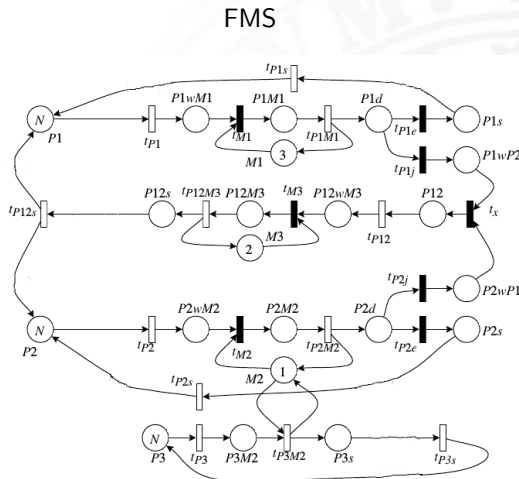 FMS
tP1s
N
P1
tP1
P1wM1
tM1
P1M1
tP1M1
P1d
tP1e
P1s
M1
3
tP1j
P1wP2
tP12s
P12s
tP12M3
P12M3
tM3
P12wM3
tP12
P12
tx
2
M3
tP2j
P2wP1
N
P2
tP2
P2wM2
tM2
P2M2
tP2M2
P2d
tP2e
P2s
M2
1
tP2s
N
P3
tP3
P3M2
tP3M2
P3s
tP3s